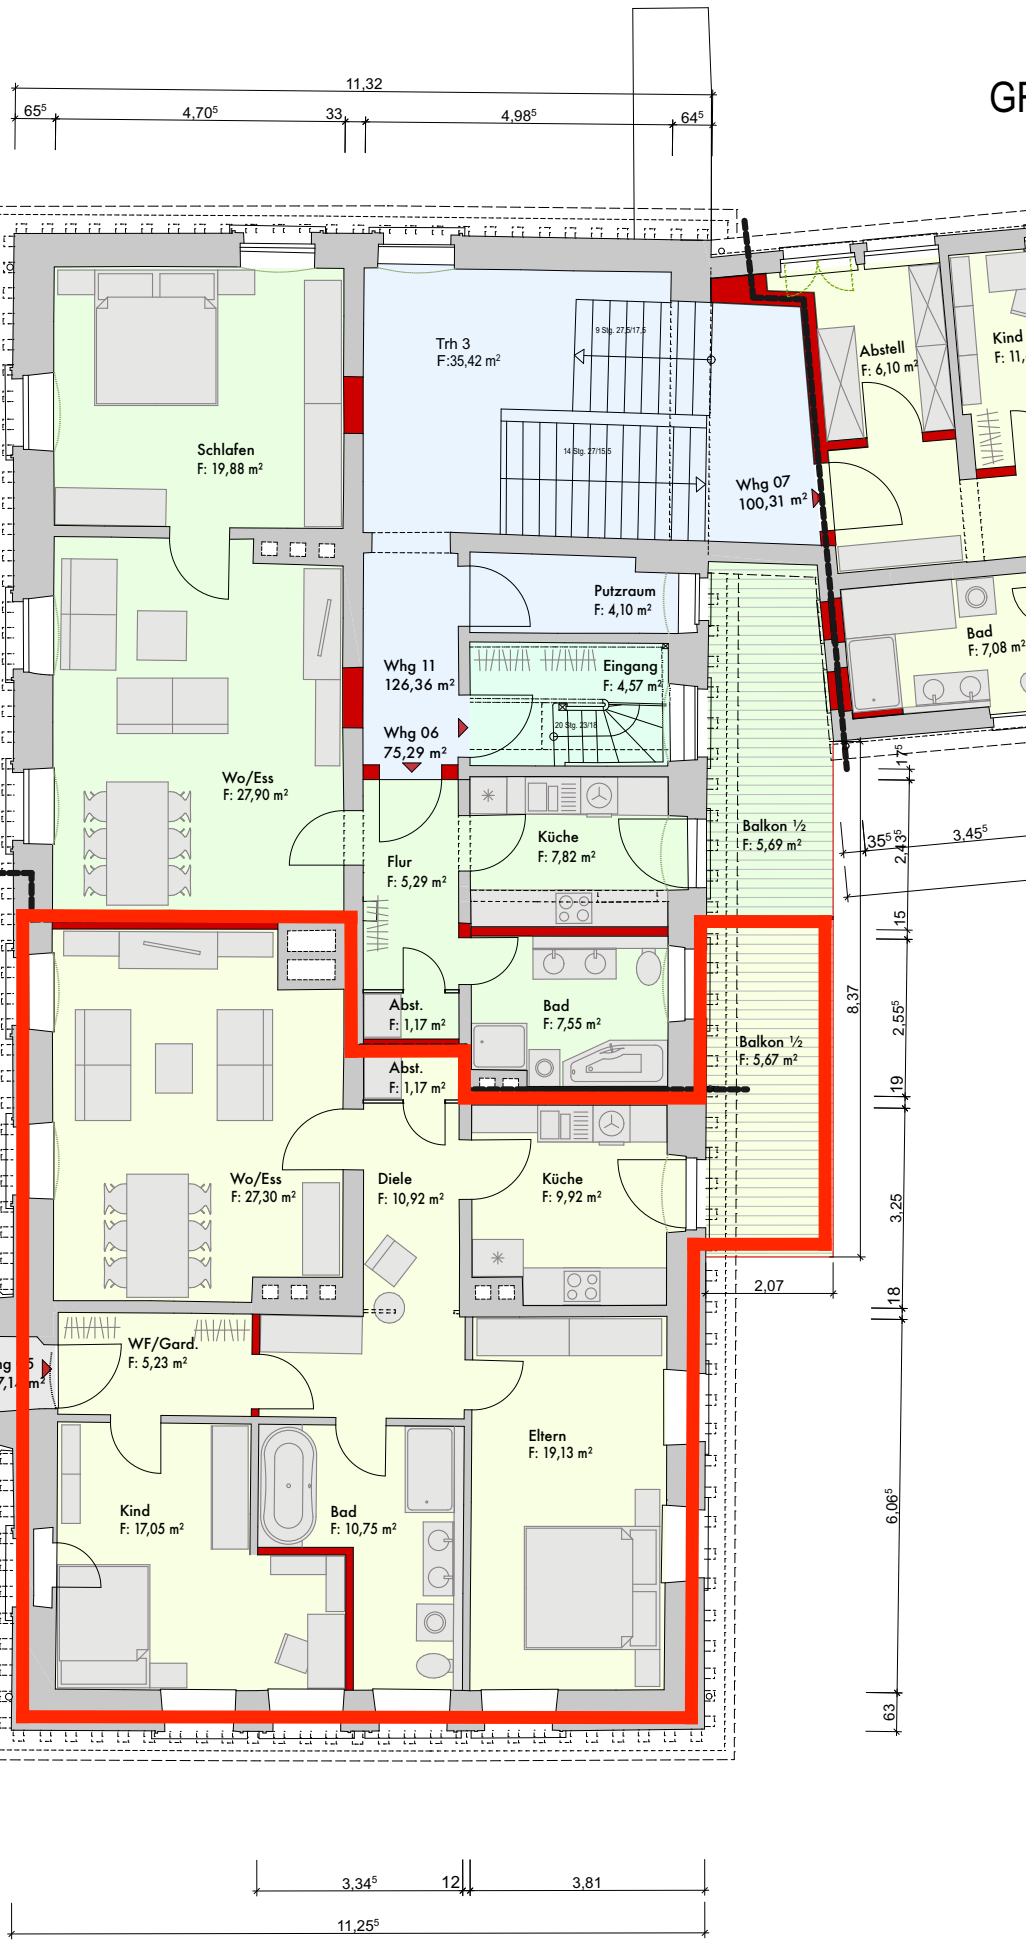 11,32
GR
65⁵
4,70⁵
33
4,98⁵
64⁵
Trh 3
F:35,42 m²
9 Stg. 27,5/17,5
Abstell
F: 6,10 m²
Kind
F: 11,
Schlafen
F: 19,88 m²
14 Stg. 27/15,5
Whg 07
100,31 m²
Putzraum
F: 4,10 m²
Bad
F: 7,08 m²
Whg 11
126,36 m²
Eingang
F: 4,57 m²
Whg 06
75,29 m²
20 Stg. 23/18
Wo/Ess
F: 27,90 m²
Küche
F: 7,82 m²
Balkon ½
F: 5,69 m²
17⁵
35⁵
3,45⁵
2,43⁵
Flur
F: 5,29 m²
15
Abst.
F: 1,17 m²
Bad
F: 7,55 m²
8,37
2,55⁵
Balkon ½
F: 5,67 m²
Abst.
F: 1,17 m²
19
Wo/Ess
F: 27,30 m²
Diele
F: 10,92 m²
Küche
F: 9,92 m²
3,25
2,07
18
WF/Gard.
F: 5,23 m²
Eltern
F: 19,13 m²
Kind
F: 17,05 m²
Bad
F: 10,75 m²
6,06⁵
63
3,34⁵
12
3,81
11,25⁵